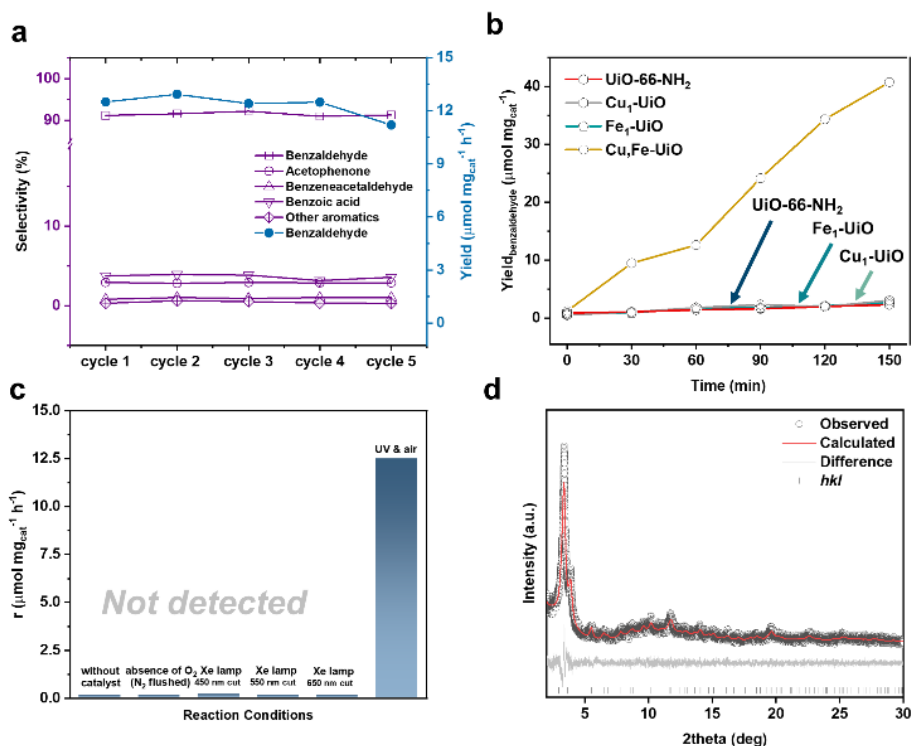 a
Selectivity (%)
100
90
10
0
Benzaldehyde
Acetophenone
Benzeneacetaldehyde
Benzoic acid
Other aromatics
Benzaldehyde
15
12
9
6
3
0
Yield (μmol mgcat⁻¹ h⁻¹)
cycle 1 cycle 2 cycle 3 cycle 4 cycle 5
b
Yieldbenzaldehyde (μmol mgcat⁻¹)
40
30
20
10
0
UiO-66-NH₂
Cu₁-UiO
Fe₁-UiO
Cu,Fe-UiO
UiO-66-NH₂
Fe₁-UiO
Cu₁-UiO
0 30 60 90 120 150
Time (min)
c
r (μmol mgcat⁻¹ h⁻¹)
15.0
12.5
10.0
7.5
5.0
2.5
0.0
UV & air
Not detected
without catalyst
absence of O₂ (N₂ flushed)
Xe lamp 450 nm cut
Xe lamp 550 nm cut
Xe lamp 650 nm cut
Reaction Conditions
d
Intensity (a.u.)
Observed
Calculated
Difference
hkl
5 10 15 20 25 30
2theta (deg)